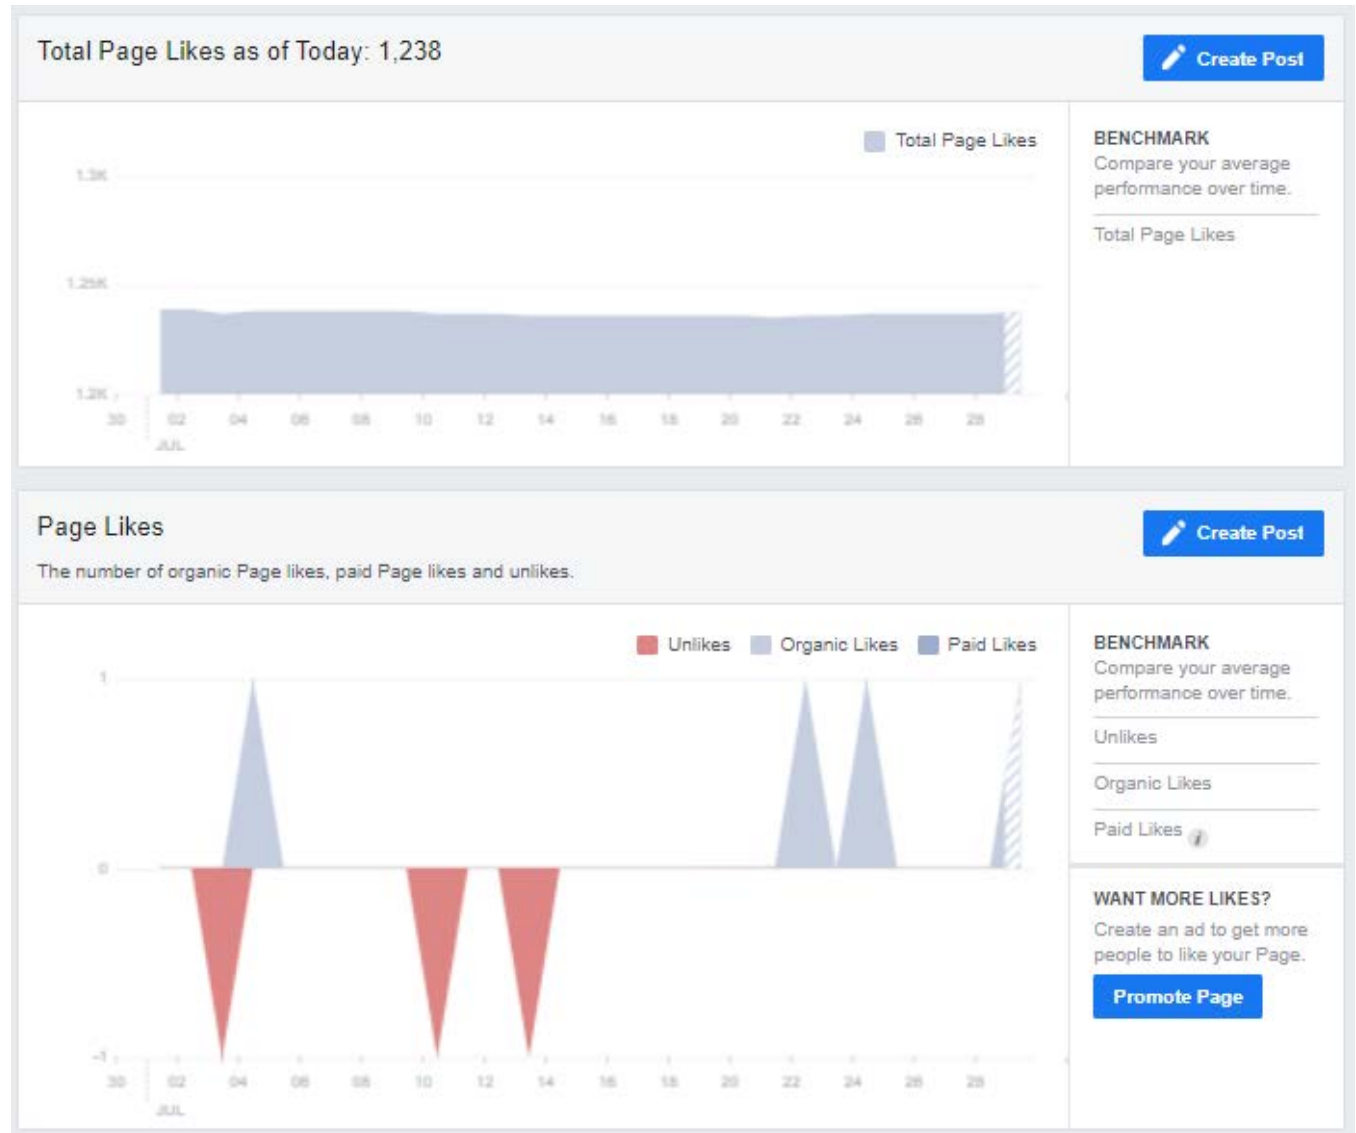 Total Page Likes as of Today: 1,238
Create Post
Total Page Likes
BENCHMARK
Compare your average
performance over time.
Total Page Likes
1.3K
1.25K
1.2K
30 02 04 06 08 10 12 14 16 18 20 22 24 26 28
JUL
Page Likes
Create Post
The number of organic Page likes, paid Page likes and unlikes.
Unlikes Organic Likes Paid Likes
BENCHMARK
Compare your average
performance over time.
Unlikes
Organic Likes
Paid Likes i
WANT MORE LIKES?
Create an ad to get more
people to like your Page.
Promote Page
1
0
-1
30 02 04 06 08 10 12 14 16 18 20 22 24 26 28
JUL